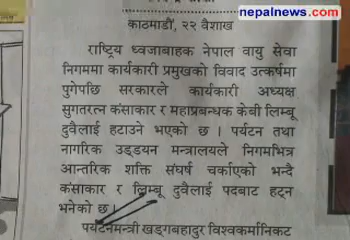 nepalnews.com
काठमाडौं, २२ वैशाख
राष्ट्रिय ध्वजाबाहक नेपाल वायु सेवा
निगममा कार्यकारी प्रमुखको विवाद उत्कर्षमा
पुगेपछि सरकारले कार्यकारी अध्यक्ष
सुगतरत्न कंसाकार र महाप्रबन्धक केबी लिम्बू
दुवैलाई हटाउने भएको छ । पर्यटन तथा
नागरिक उड्डयन मन्त्रालयले निगमभित्र
आन्तरिक शक्ति संघर्ष चर्काएको भन्दै
कंसाकार र लिम्बू दुवैलाई पदबाट हट्न
भनेको छ ।
पर्यटनमन्त्री खड्गबहादुर विश्वकर्मानिकट